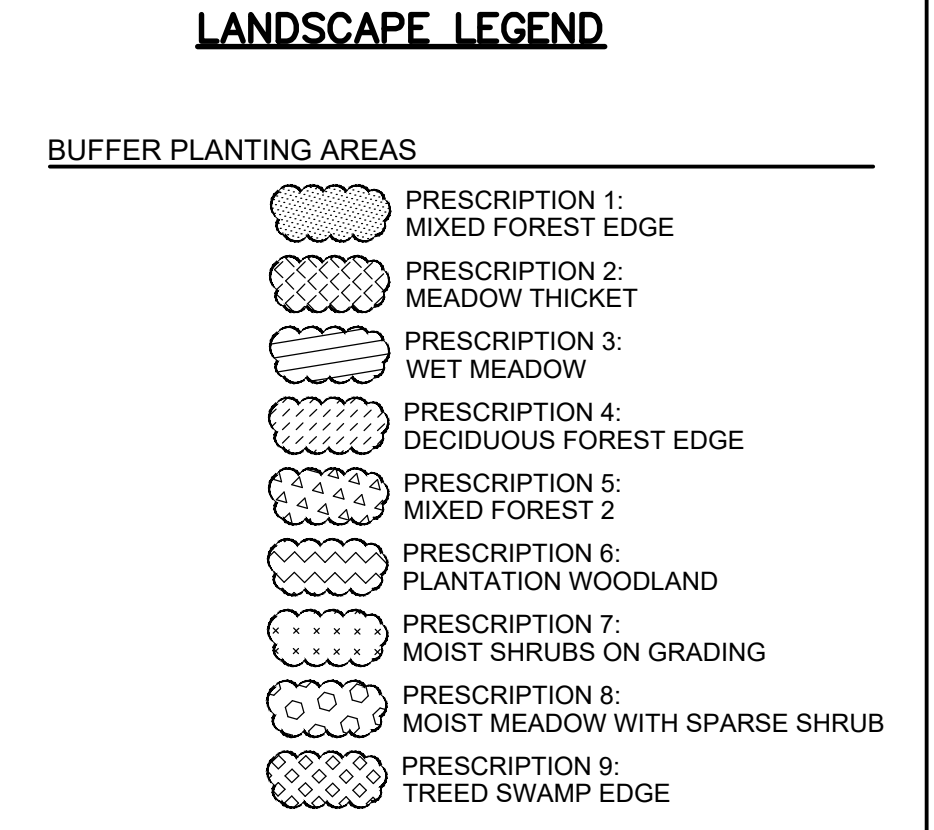 LANDSCAPE LEGEND
BUFFER PLANTING AREAS
PRESCRIPTION 1:
MIXED FOREST EDGE
PRESCRIPTION 2:
MEADOW THICKET
PRESCRIPTION 3:
WET MEADOW
PRESCRIPTION 4:
DECIDUOUS FOREST EDGE
PRESCRIPTION 5:
MIXED FOREST 2
PRESCRIPTION 6:
PLANTATION WOODLAND
PRESCRIPTION 7:
MOIST SHRUBS ON GRADING
PRESCRIPTION 8:
MOIST MEADOW WITH SPARSE SHRUB
PRESCRIPTION 9:
TREED SWAMP EDGE